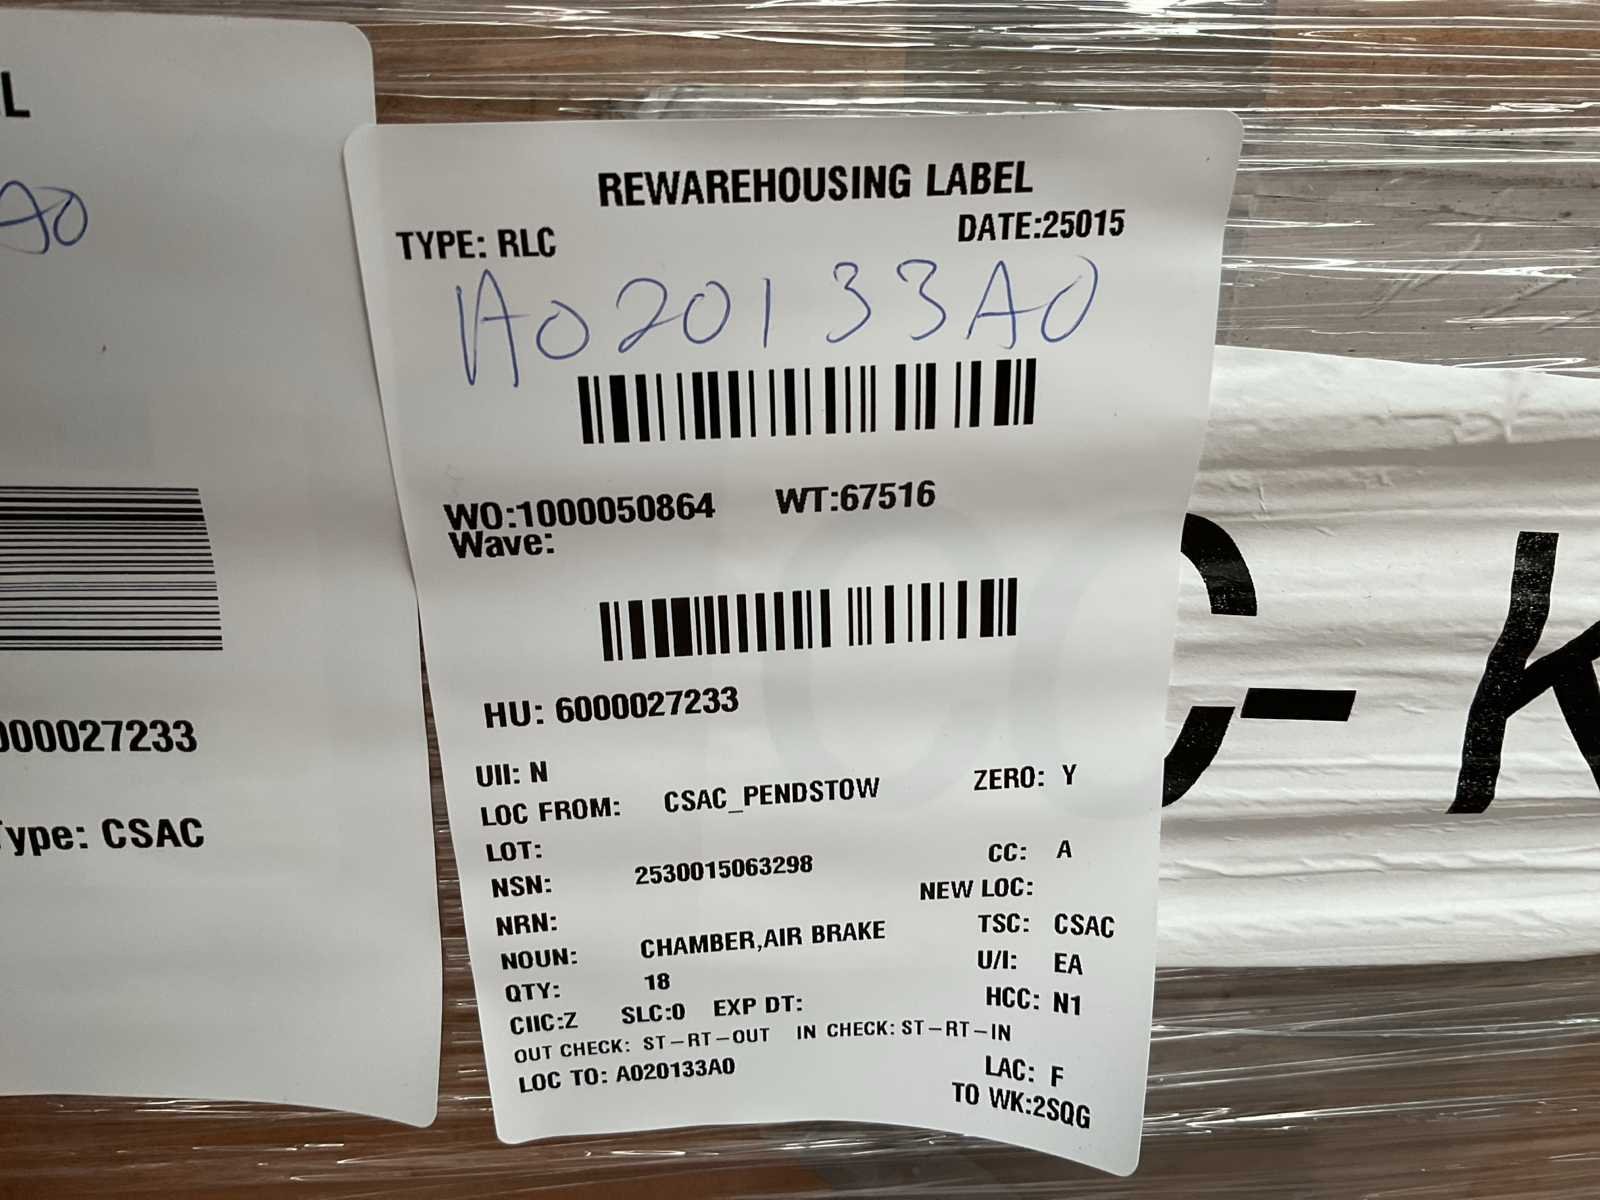 L
A0
000027233
Type: CSAC
REWAREHOUSING LABEL
TYPE: RLC DATE:25015
A020133A0
WO:1000050864 WT:67516
Wave:
HU: 6000027233
UII: N
LOC FROM: CSAC_PENDSTOW ZERO: Y
LOT:
NSN: 2530015063298 CC: A
NRN: NEW LOC:
NOUN: CHAMBER,AIR BRAKE TSC: CSAC
QTY: 18 U/I: EA
CIIC:Z SLC:0 EXP DT: HCC: N1
OUT CHECK: ST-RT-OUT IN CHECK: ST-RT-IN
LOC TO: A020133A0 LAC: F
TO WK:2SQG
C-K